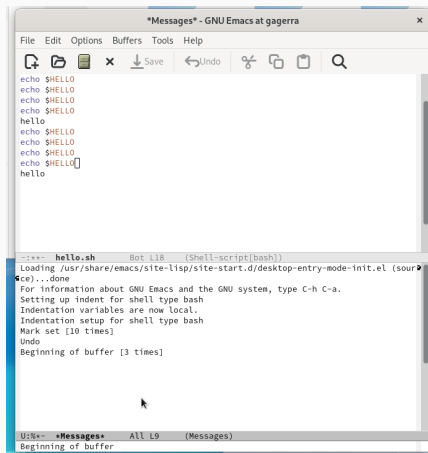 *Messages* - GNU Emacs at gagerra ×
File Edit Options Buffers Tools Help
Save Undo
echo $HELLO
echo $HELLO
echo $HELLO
echo $HELLO
hello
echo $HELLO
echo $HELLO
echo $HELLO
echo $HELLO
hello
-:**- hello.sh Bot L18 (Shell-script[bash])
Loading /usr/share/emacs/site-lisp/site-start.d/desktop-entry-mode-init.el (sour
ce)...done
For information about GNU Emacs and the GNU system, type C-h C-a.
Setting up indent for shell type bash
Indentation variables are now local.
Indentation setup for shell type bash
Mark set [10 times]
Undo
Beginning of buffer [3 times]
U:%*- *Messages* All L9 (Messages)
Beginning of buffer